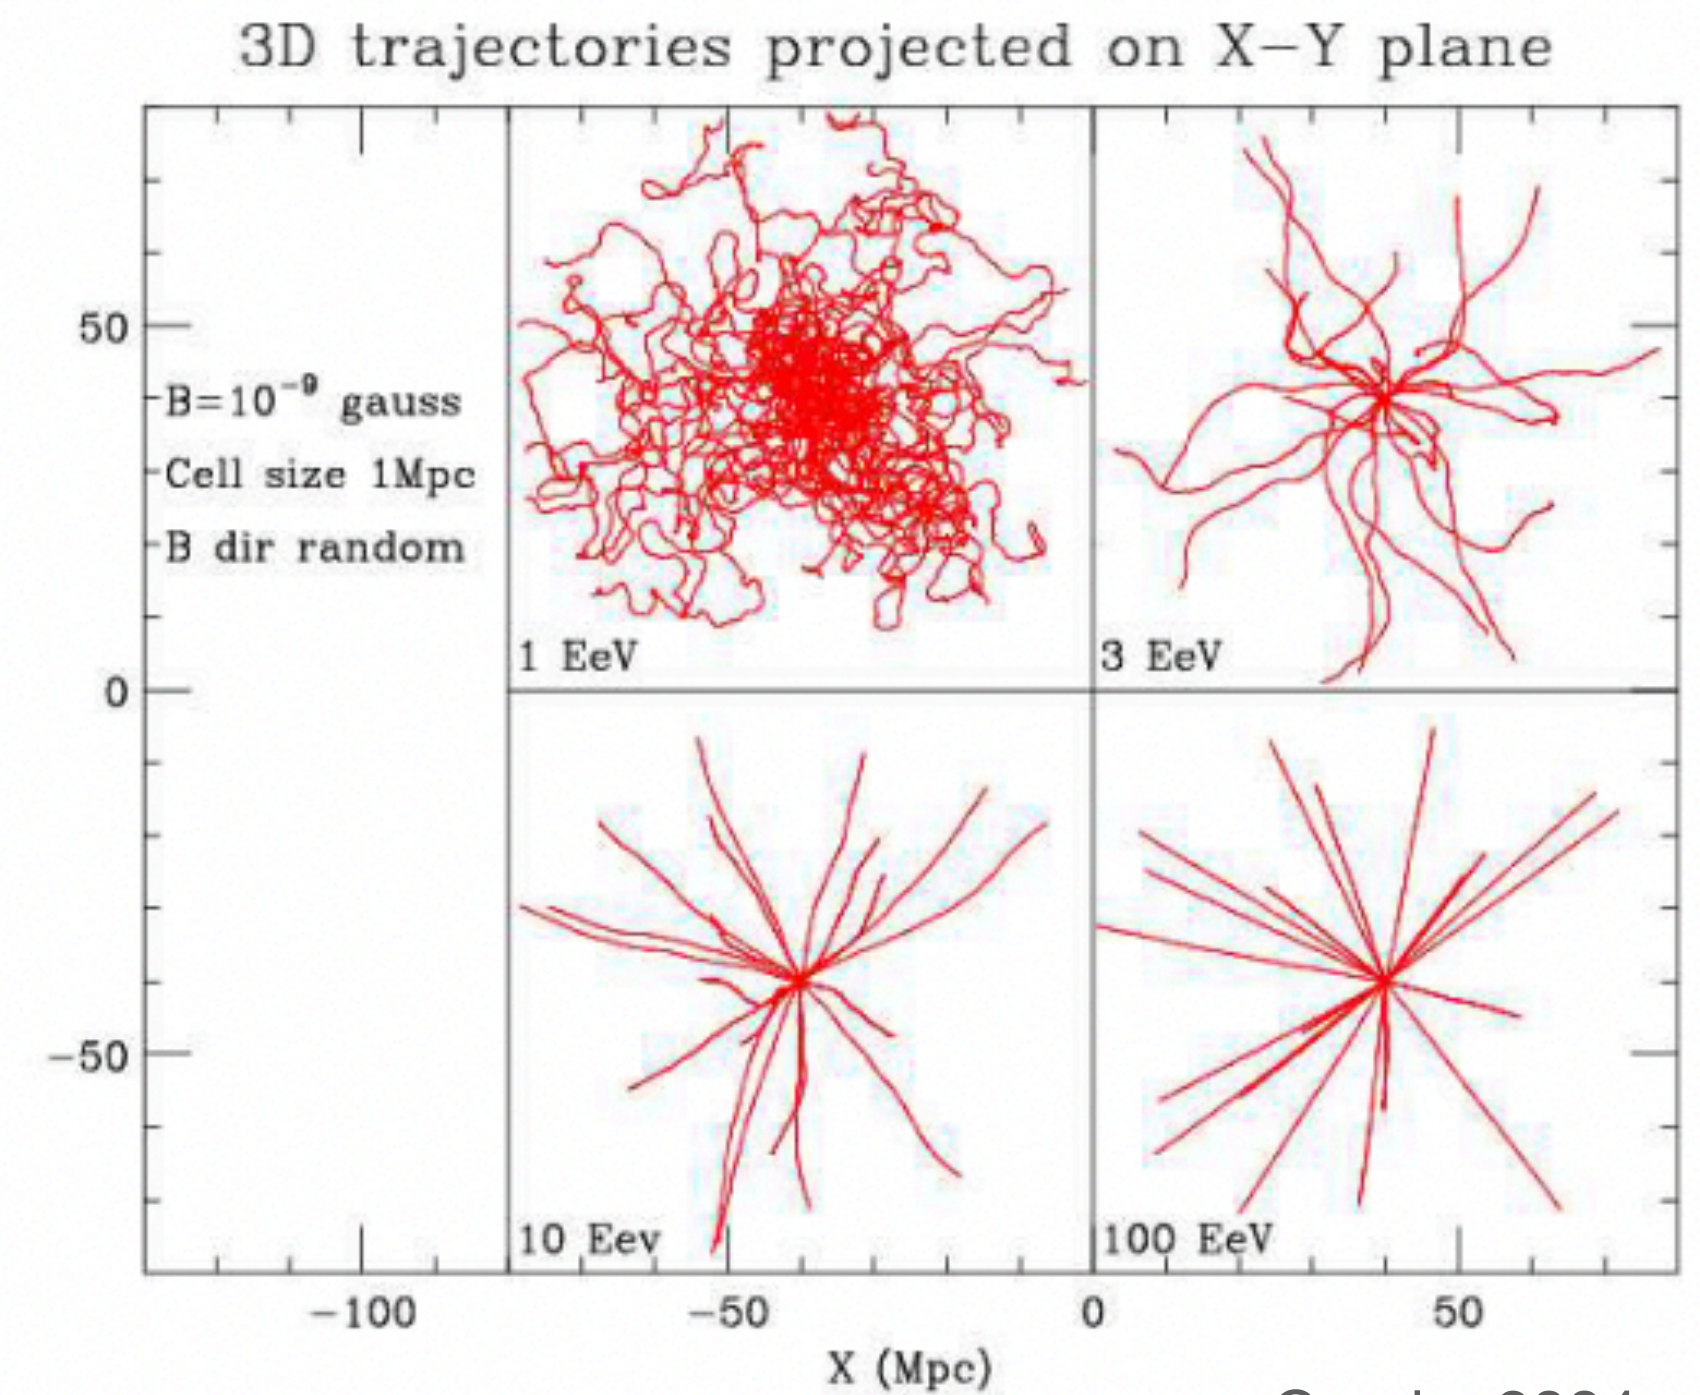 3D trajectories projected on X-Y plane
50
B=10⁻⁹ gauss
Cell size 1Mpc
B dir random
1 EeV
3 EeV
0
-50
10 Eev
100 EeV
-100
-50
0
50
X (Mpc)